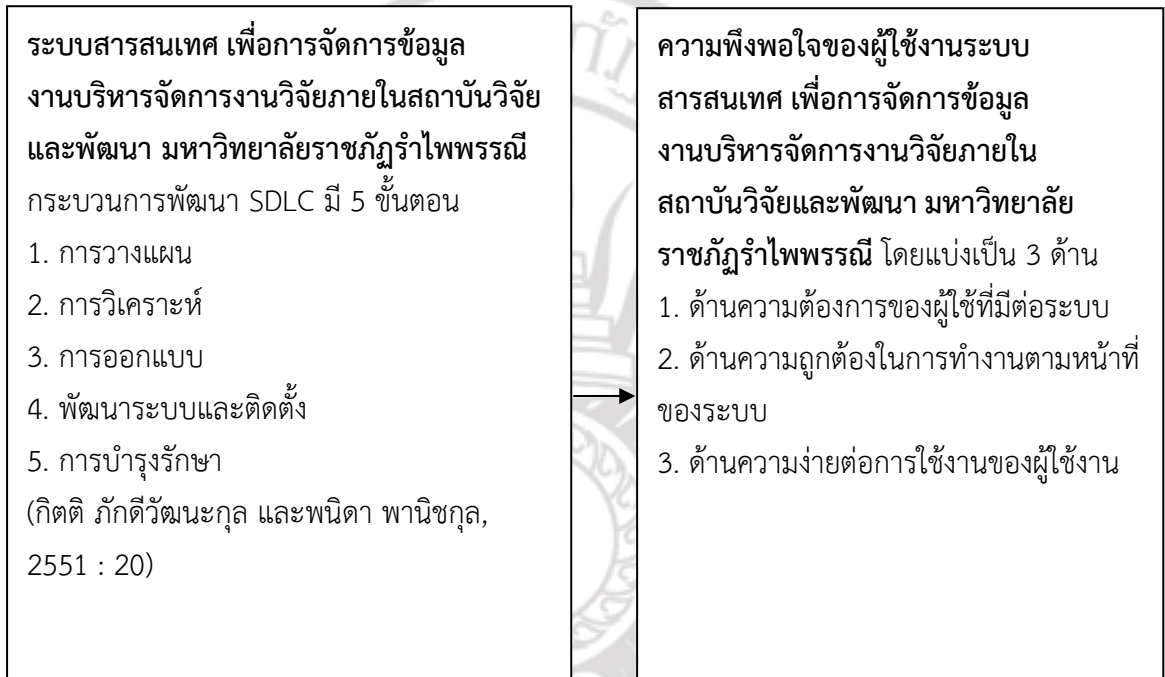 ระบบสารสนเทศ เพื่อการจัดการข้อมูล
งานบริหารจัดการงานวิจัยภายในสถาบันวิจัย
และพัฒนา มหาวิทยาลัยราชภัฏรำไพพรรณี
กระบวนการพัฒนา SDLC มี 5 ขั้นตอน
1. การวางแผน
2. การวิเคราะห์
3. การออกแบบ
4. พัฒนาระบบและติดตั้ง
5. การบำรุงรักษา
(กิตติ ภักดีวัฒนะกุล และพนิดา พานิชกุล,
2551 : 20)
ความพึงพอใจของผู้ใช้งานระบบ
สารสนเทศ เพื่อการจัดการข้อมูล
งานบริหารจัดการงานวิจัยภายใน
สถาบันวิจัยและพัฒนา มหาวิทยาลัย
ราชภัฏรำไพพรรณี โดยแบ่งเป็น 3 ด้าน
1. ด้านความต้องการของผู้ใช้ที่มีต่อระบบ
2. ด้านความถูกต้องในการทำงานตามหน้าที่
ของระบบ
3. ด้านความง่ายต่อการใช้งานของผู้ใช้งาน